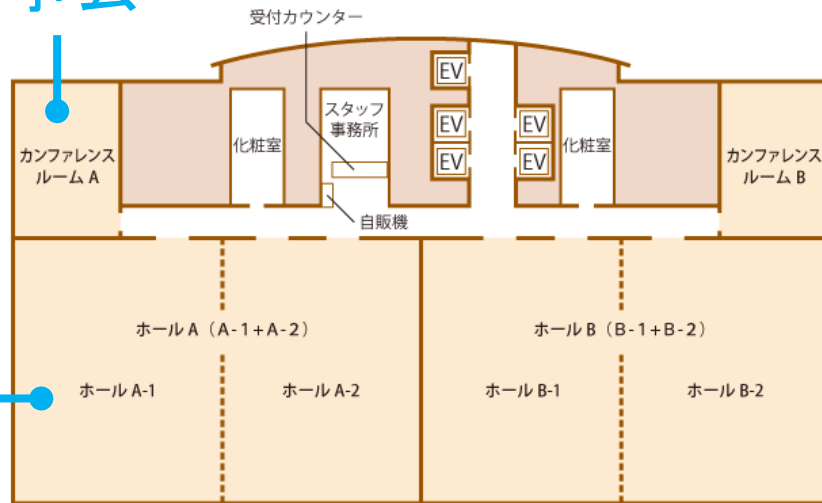 受付カウンター
EV
スタッフ
事務所
EV
EV
化粧室
化粧室
カンファレンス
ルーム A
EV
EV
カンファレンス
ルーム B
自販機
ホール A（A-1+A-2）
ホール B（B-1+B-2）
ホール A-1
ホール A-2
ホール B-1
ホール B-2